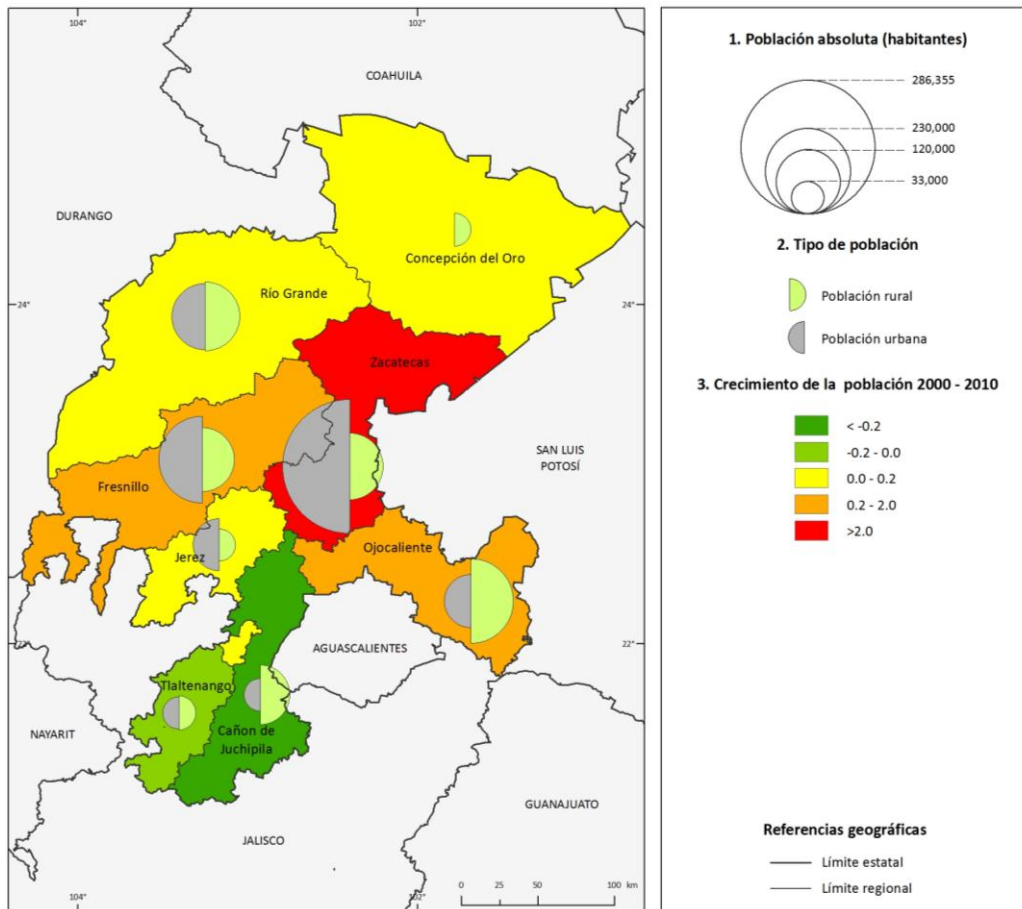 104°
102°
COAHUILA
DURANGO
Concepción del Oro
Río Grande
24°
24°
Zacatecas
SAN LUIS
POTOSÍ
Fresnillo
Jerez
Ojocaliente
22°
22°
AGUASCALIENTES
Tlaltenango
NAYARIT
Cañon de
Juchipila
GUANAJUATO
JALISCO
0 25 50 100 km
104°
102°
1. Población absoluta (habitantes)
286,355
230,000
120,000
33,000
2. Tipo de población
Población rural
Población urbana
3. Crecimiento de la población 2000 - 2010
< -0.2
-0.2 - 0.0
0.0 - 0.2
0.2 - 2.0
>2.0
Referencias geográficas
Límite estatal
Límite regional